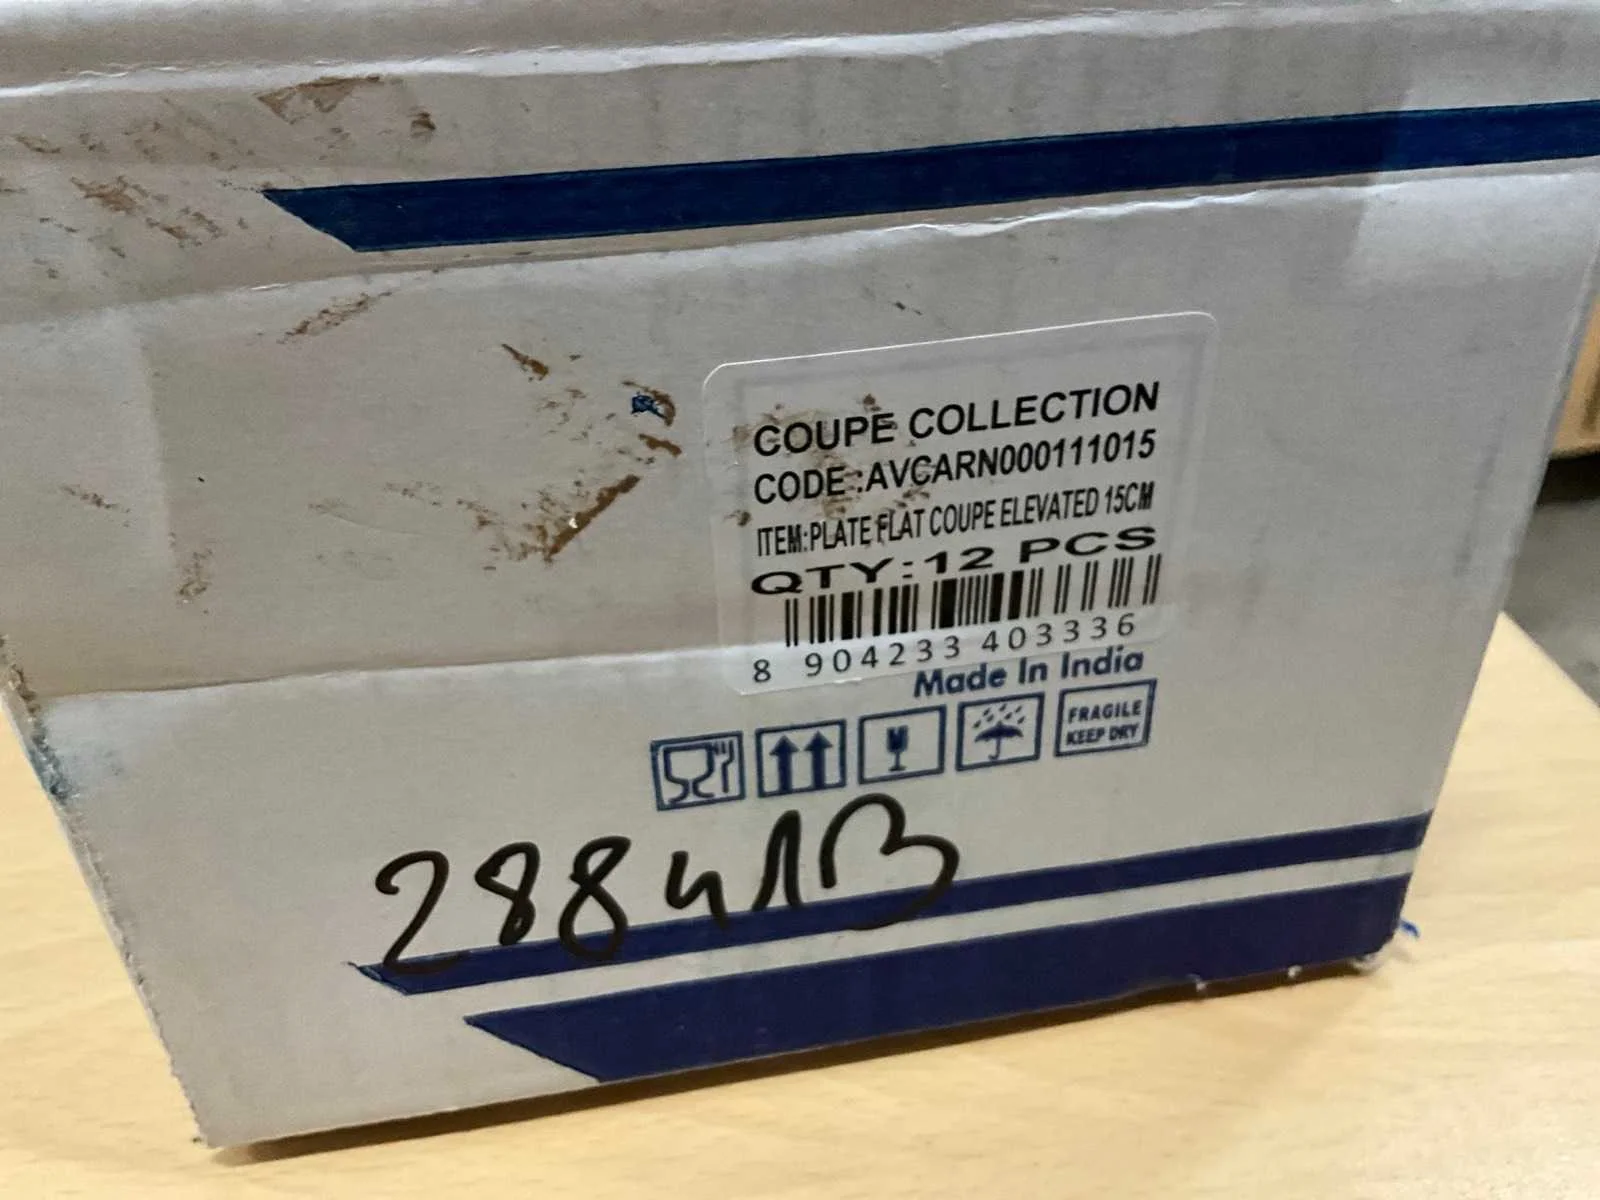 COUPE COLLECTION
CODE :AVCARN000111015
ITEM:PLATE FLAT COUPE ELEVATED 15CM
QTY:12 PCS
8 904233 403336
Made In India
FRAGILE
KEEP DRY
288413